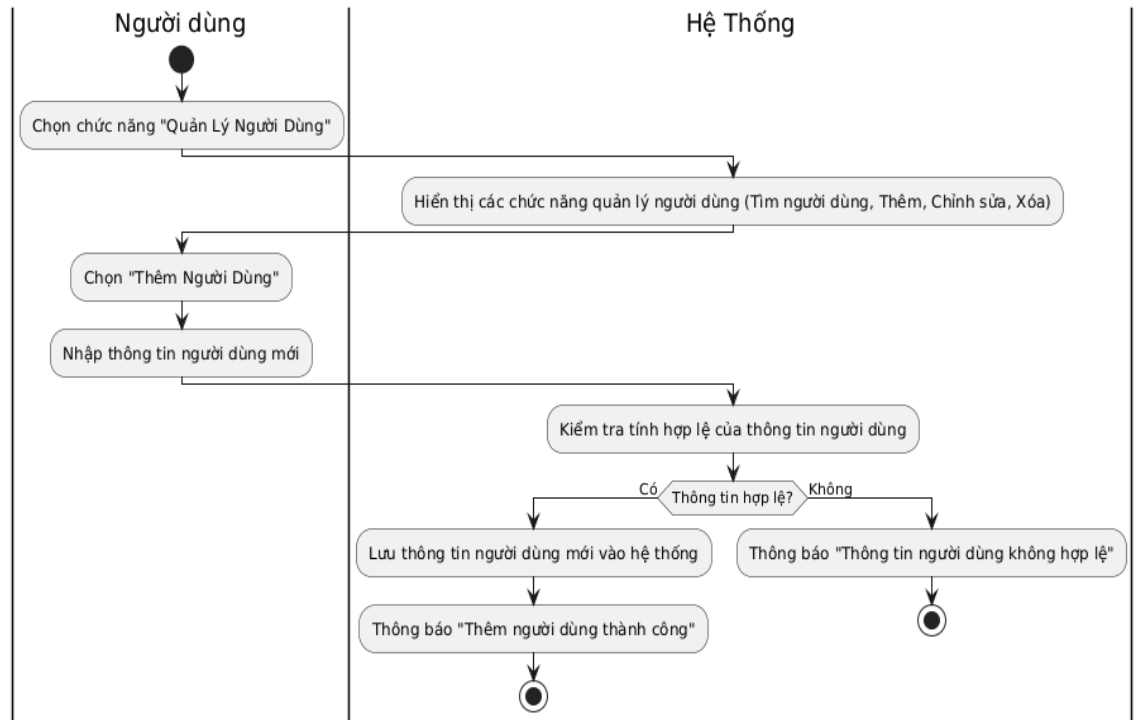 Người dùng
Hệ Thống
Chọn chức năng "Quản Lý Người Dùng"
Hiển thị các chức năng quản lý người dùng (Tìm người dùng, Thêm, Chỉnh sửa, Xóa)
Chọn "Thêm Người Dùng"
Nhập thông tin người dùng mới
Kiểm tra tính hợp lệ của thông tin người dùng
Có
Thông tin hợp lệ?
Không
Lưu thông tin người dùng mới vào hệ thống
Thông báo "Thông tin người dùng không hợp lệ"
Thông báo "Thêm người dùng thành công"